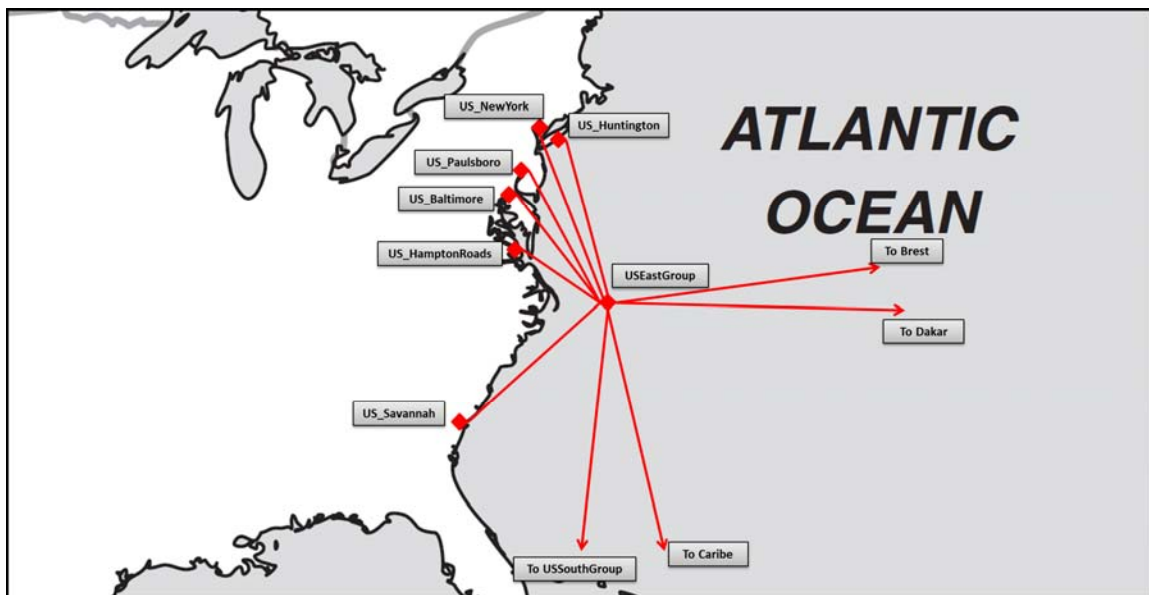 US_NewYork
US_Huntington
ATLANTIC
OCEAN
US_Paulsboro
US_Baltimore
US_HamptonRoads
To Brest
USEastGroup
To Dakar
US_Savannah
To USSouthGroup
To Caribe